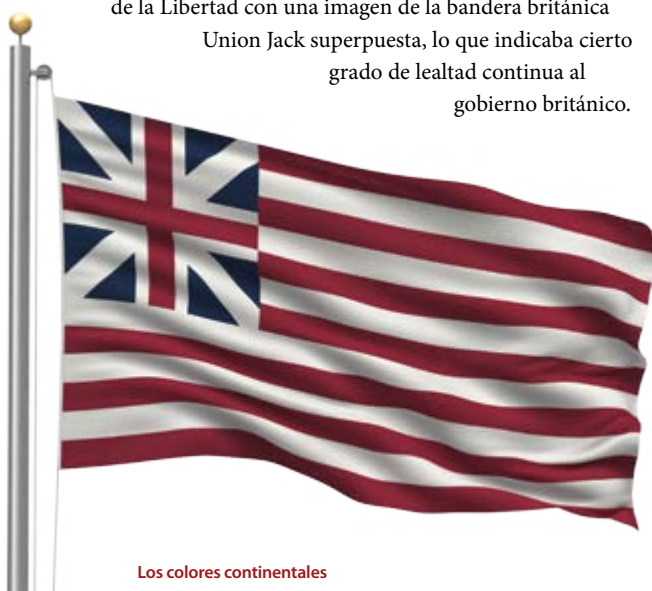 de la Libertad con una imagen de la bandera británica
Union Jack superpuesta, lo que indicaba cierto
grado de lealtad continua al
gobierno británico.
Los colores continentales